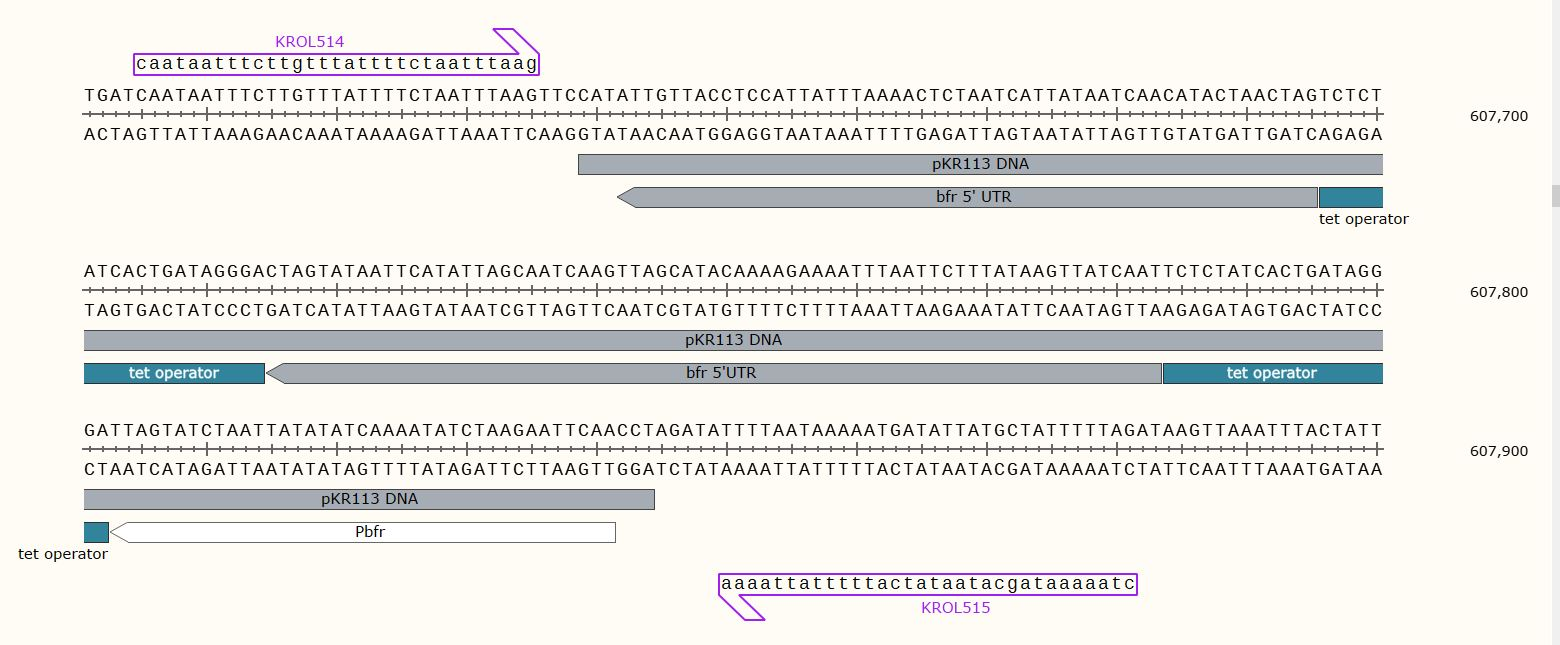 KROL514
caataatttcttgtttattttctaatttaag
TGATCAATAATTTCTTGTTTATTTTCTAATTTAAGTTCCATATTGTTACCTCCATTATTTAAAACTCTAATCATTATAATCAACATACTAACTAGTCTCT
607,700
ACTAGTTATTAAAGAACAAATAAAAGATTAAATTCAAGGTATAACAATGGAGGTAATAAATTTTGAGATTAGTAATATTAGTTGTATGATTGATCAGAGA
pKR113 DNA
bfr 5' UTR
tet operator
ATCACTGATAGGGACTAGTATAATTCATATTAGCAATCAAGTTAGCATACAAAAGAAAATTTAATTCTTTATAAGTTATCAATTCTCTATCACTGATAGG
607,800
TAGTGACTATCCCTGATCATATTAAGTATAATCGTTAGTTCAATCGTATGTTTTCTTTTAAATTAAGAAATATTCAATAGTTAAGAGATAGTGACTATCC
pKR113 DNA
tet operator bfr 5'UTR tet operator
GATTAGTATCTAATTATATATCAAAATATCTAAGAATTCAACCTAGATATTTTAATAAAAATGATATTATGCTATTTTTAGATAAGTTAAATTTACTATT
607,900
CTAATCATAGATTAATATATAGTTTTATAGATTCTTAAGTTGGATCTATAAAATTATTTTTACTATAATACGATAAAAATCTATTCAATTTAAATGATAA
pKR113 DNA
Pbfr
tet operator
aaaattatttttactataatacgataaaaatc
KROL515